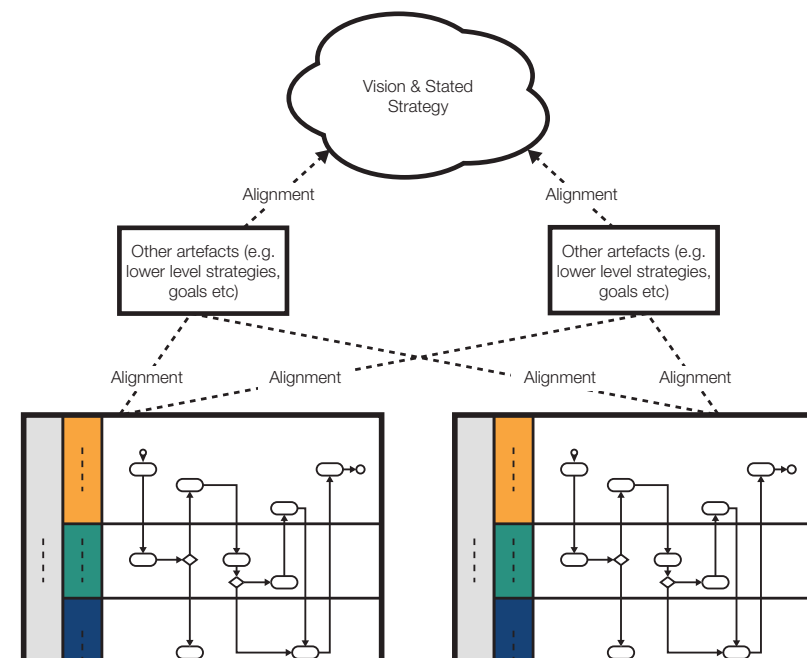 Vision & Stated
Strategy
Alignment
Alignment
Other artefacts (e.g.
lower level strategies,
goals etc)
Other artefacts (e.g.
lower level strategies,
goals etc)
Alignment
Alignment
Alignment
Alignment